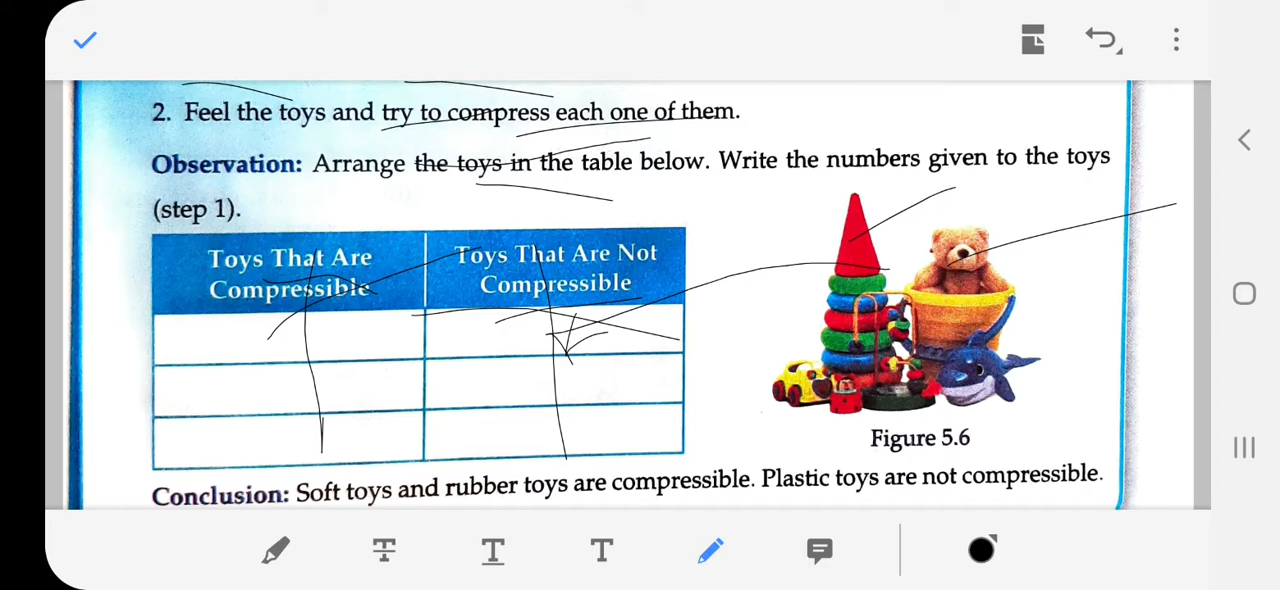 2. Feel the toys and try to compress each one of them.
Observation: Arrange the toys in the table below. Write the numbers given to the toys
(step 1).
Toys That Are
Compressible
Toys That Are Not
Compressible
Figure 5.6
Conclusion: Soft toys and rubber toys are compressible. Plastic toys are not compressible.